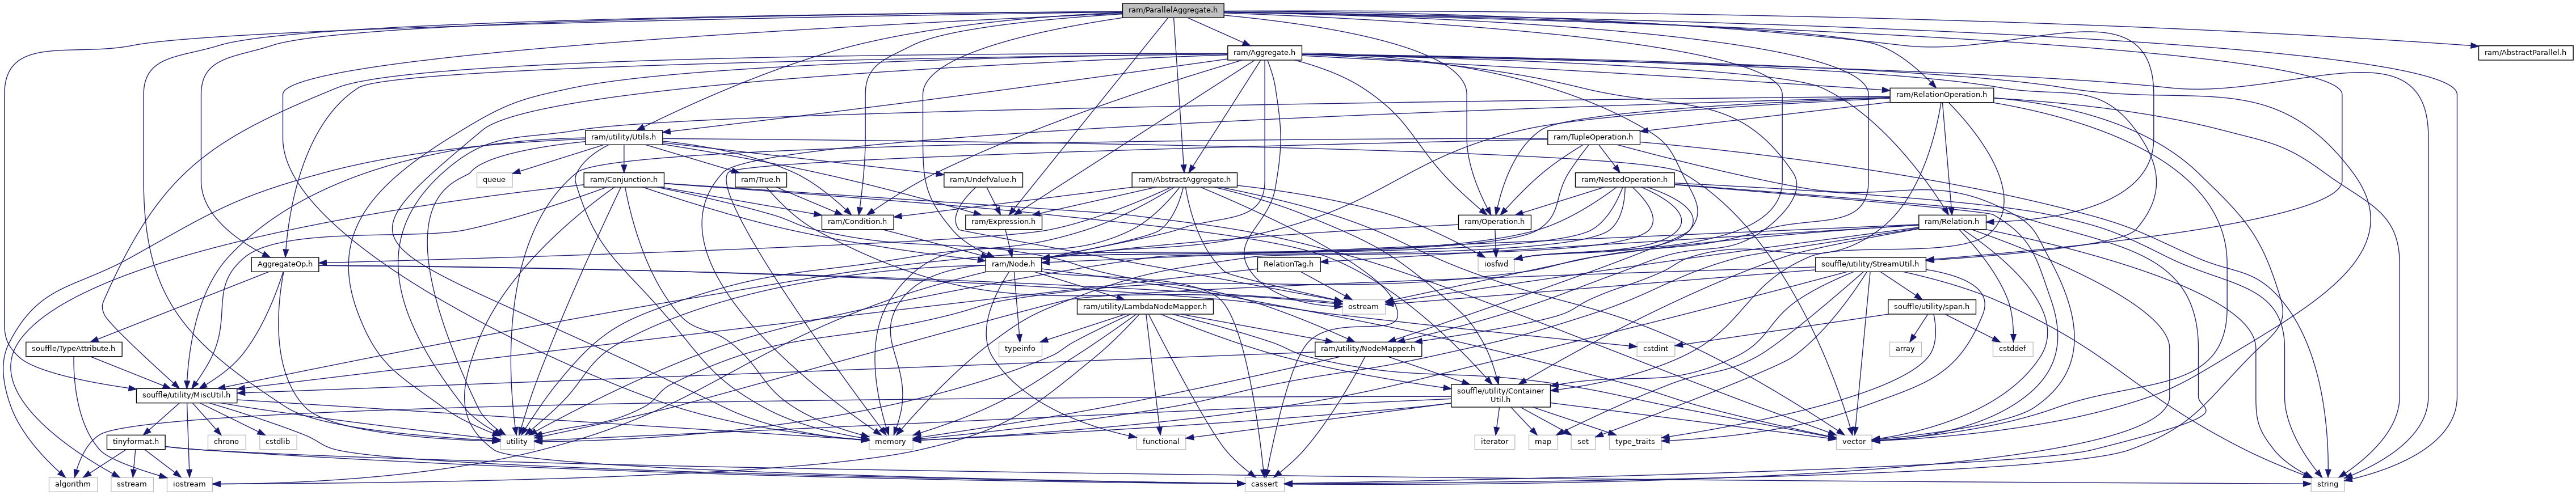 ram/ParallelAggregate.h
ram/Aggregate.h
ram/AbstractParallel.h
ram/RelationOperation.h
ram/utility/Utils.h
ram/TupleOperation.h
queue
ram/Conjunction.h
ram/True.h
ram/UndefValue.h
ram/AbstractAggregate.h
ram/NestedOperation.h
ram/Condition.h
ram/Expression.h
ram/Operation.h
ram/Relation.h
AggregateOp.h
ram/Node.h
RelationTag.h
iosfwd
souffle/utility/StreamUtil.h
ram/utility/LambdaNodeMapper.h
ostream
souffle/utility/span.h
souffle/TypeAttribute.h
typeinfo
ram/utility/NodeMapper.h
cstdint
array
cstddef
souffle/utility/MiscUtil.h
souffle/utility/Container
Util.h
tinyformat.h
chrono
cstdlib
utility
memory
functional
iterator
map
set
type_traits
vector
algorithm
sstream
iostream
cassert
string